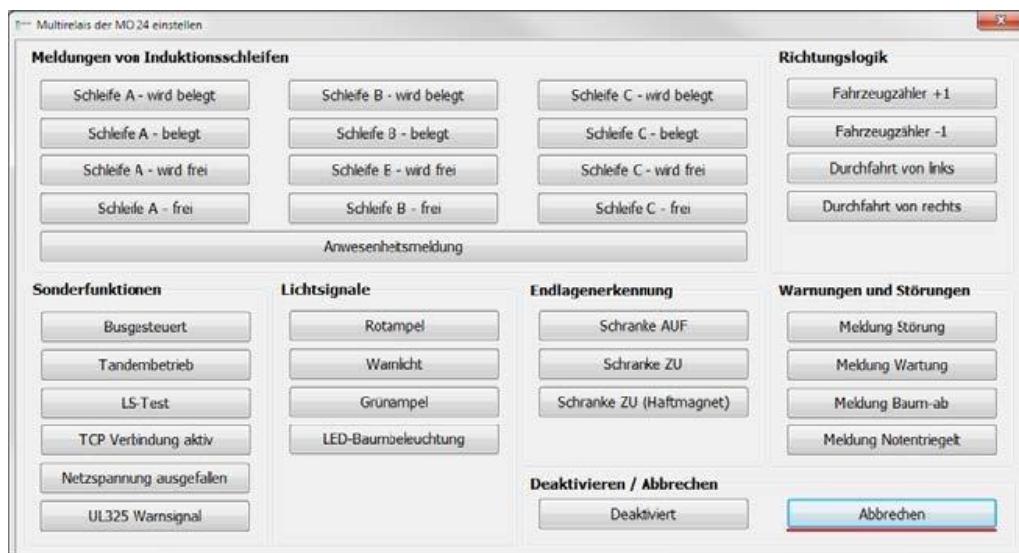 Multirelais der MO 24 einstellen
Meldungen von Induktionsschleifen
Schleife A - wird belegt
Schleife B - wird belegt
Schleife C - wird belegt
Schleife A - belegt
Schleife B - belegt
Schleife C - belegt
Schleife A - wird frei
Schleife B - wird frei
Schleife C - wird frei
Schleife A - frei
Schleife B - frei
Schleife C - frei
Anwesenheitsmeldung
Richtungslogik
Fahrzeugzähler +1
Fahrzeugzähler -1
Durchfahrt von links
Durchfahrt von rechts
Sonderfunktionen
Busgesteuert
Tandembetrieb
LS-Test
TCP Verbindung aktiv
Netzspannung ausgefallen
UL325 Warnsignal
Lichtsignale
Rotampel
Warnlicht
Grünampel
LED-Baumbeleuchtung
Endlagenerkennung
Schranke AUF
Schranke ZU
Schranke ZU (Haftmagnet)
Warnungen und Störungen
Meldung Störung
Meldung Wartung
Meldung Baum-ab
Meldung Notentriegelt
Deaktivieren / Abbrechen
Deaktiviert
Abbrechen